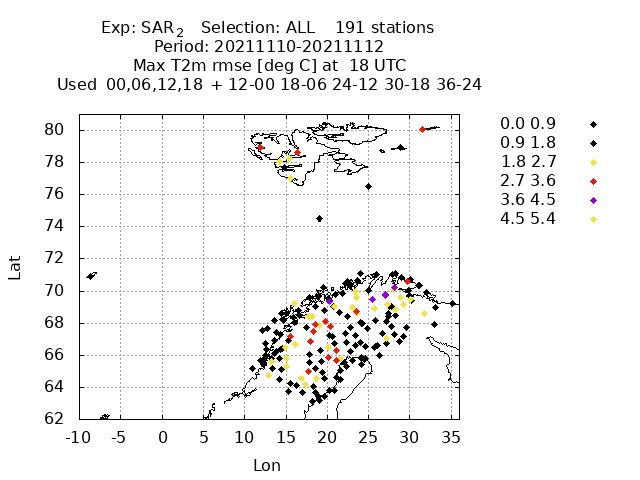 Exp: SAR₂ Selection: ALL 191 stations
Period: 20211110-20211112
Max T2m rmse [deg C] at 18 UTC
Used 00,06,12,18 + 12-00 18-06 24-12 30-18 36-24
0.0 0.9
0.9 1.8
1.8 2.7
2.7 3.6
3.6 4.5
4.5 5.4
Lat
80
78
76
74
72
70
68
66
64
62
-10 -5 0 5 10 15 20 25 30 35
Lon